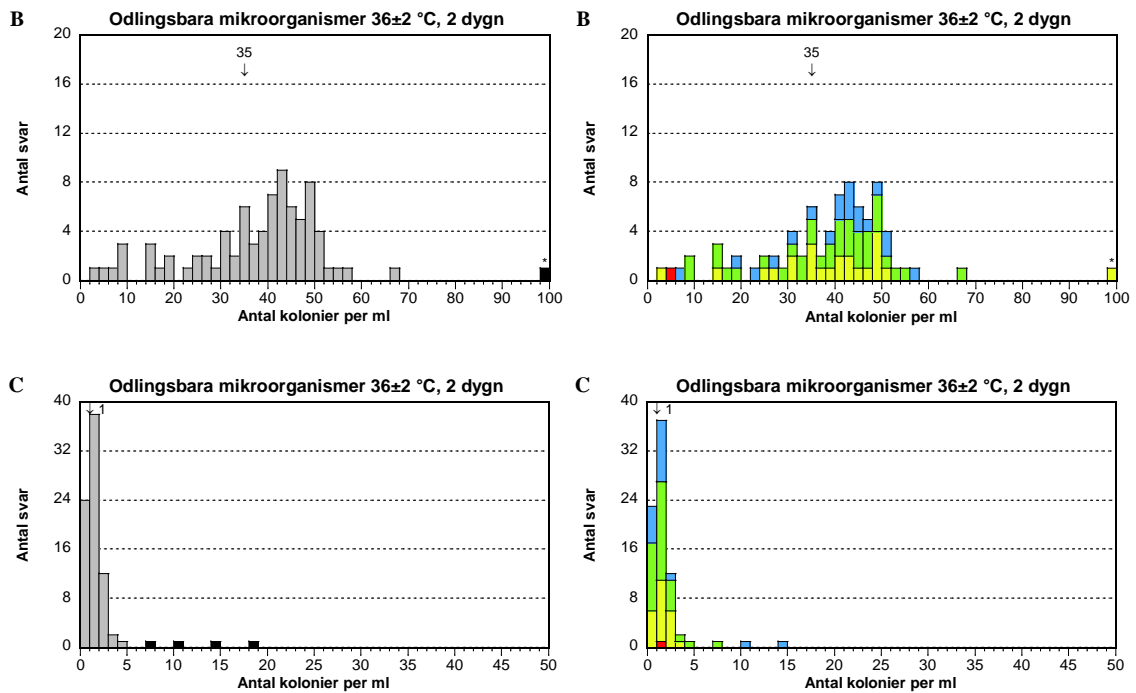 B
Odlingsbara mikroorganismer 36±2 °C, 2 dygn
20
16
12
8
4
0
Antal svar
35
↓
*
0 10 20 30 40 50 60 70 80 90 100
Antal kolonier per ml
B
Odlingsbara mikroorganismer 36±2 °C, 2 dygn
20
16
12
8
4
0
Antal svar
35
↓
*
0 10 20 30 40 50 60 70 80 90 100
Antal kolonier per ml
C
Odlingsbara mikroorganismer 36±2 °C, 2 dygn
40
32
24
16
8
0
Antal svar
↓ 1
0 5 10 15 20 25 30 35 40 45 50
Antal kolonier per ml
C
Odlingsbara mikroorganismer 36±2 °C, 2 dygn
40
32
24
16
8
0
Antal svar
↓ 1
0 5 10 15 20 25 30 35 40 45 50
Antal kolonier per ml